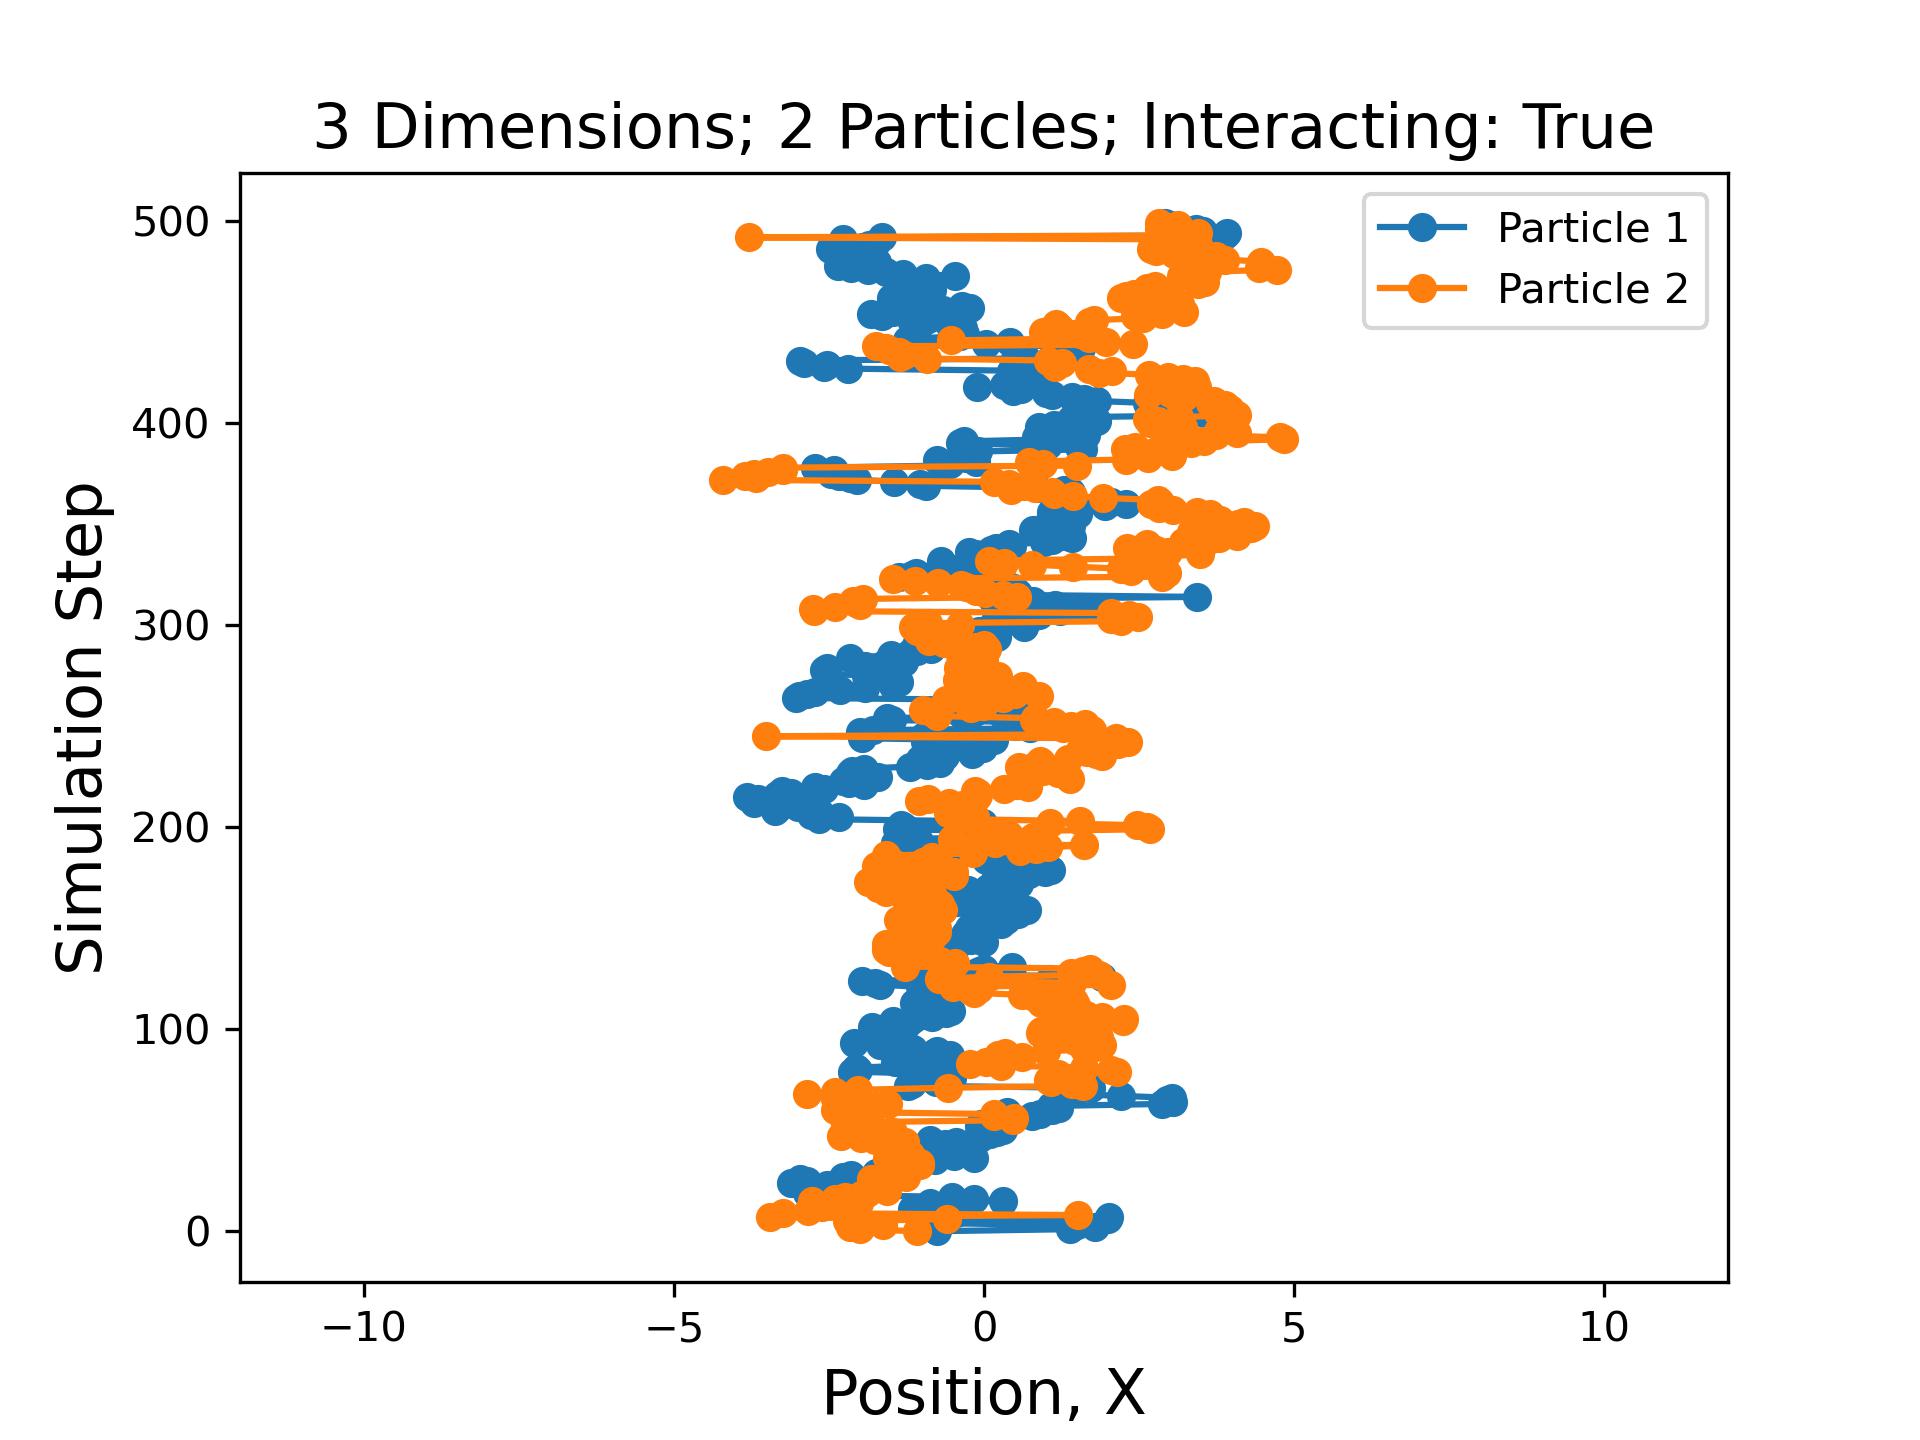 3 Dimensions; 2 Particles; Interacting: True
Particle 1
Particle 2
500
400
300
200
100
0
Simulation Step
−10 −5 0 5 10
Position, X